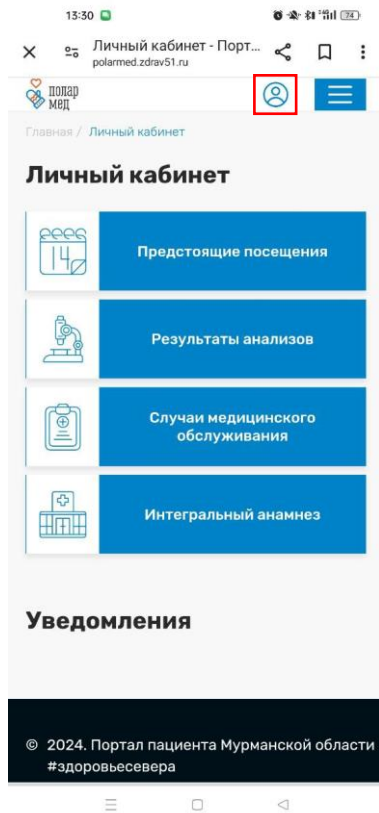 13:30
74
Личный кабинет - Порт...
polarmed.zdrav51.ru
полар
мед
Главная / Личный кабинет
Личный кабинет
14
Предстоящие посещения
Результаты анализов
Случаи медицинского
обслуживания
Интегральный анамнез
Уведомления
© 2024. Портал пациента Мурманской области
#здоровьесевера